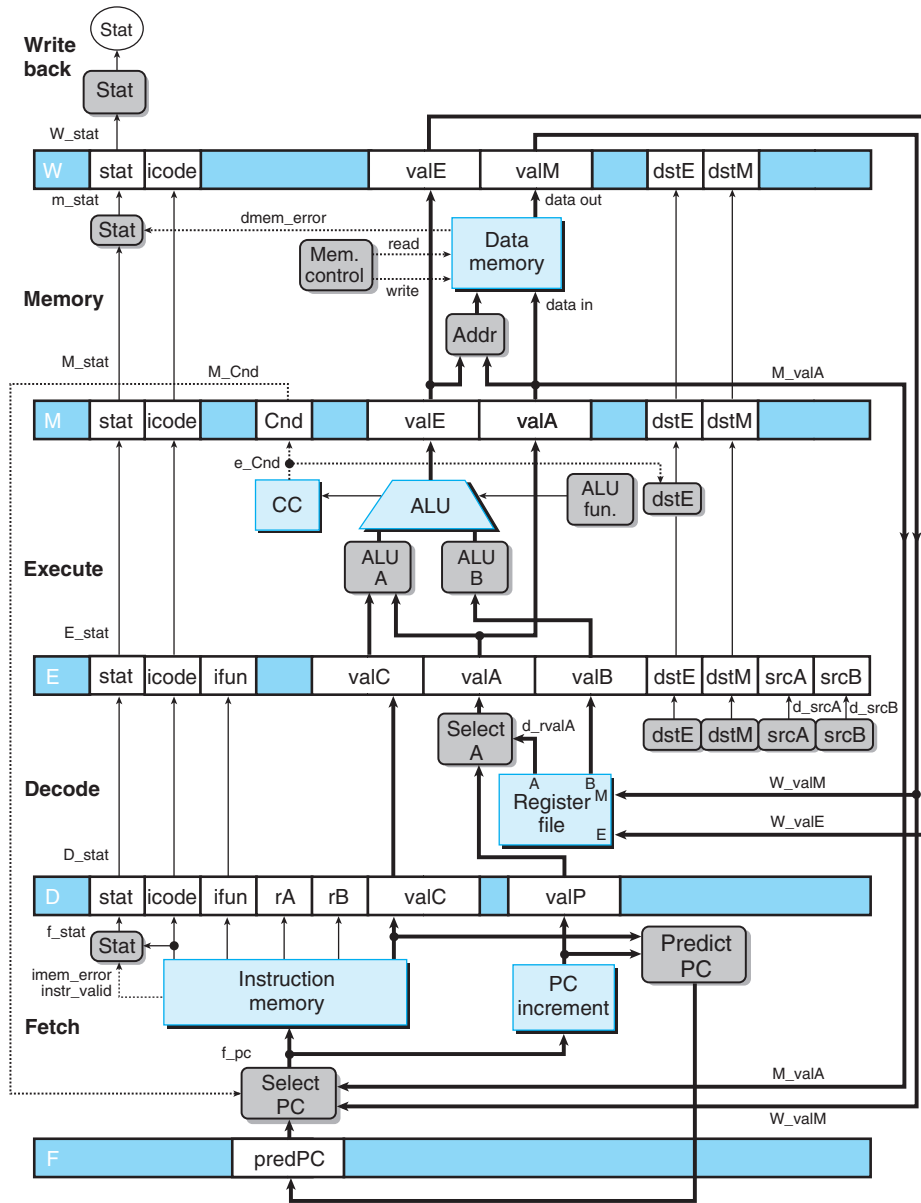 Stat
Write
back
Stat
W_stat
W stat icode valE valM dstE dstM
m_stat
data out
dmem_error
Stat
read
Mem.
control
write
Data
memory
Memory
data in
Addr
M_stat
M_Cnd
M_valA
M stat icode Cnd valE valA dstE dstM
e_Cnd
CC
ALU
ALU
fun.
dstE
ALU
A
ALU
B
Execute
E_stat
E stat icode ifun valC valA valB dstE dstM srcA srcB
d_srcA d_srcB
Select
A
d_rvalA
dstE dstM srcA srcB
Decode
A B
M
Register
file
E
W_valM
W_valE
D_stat
D stat icode ifun rA rB valC valP
f_stat
Stat
Predict
PC
imem_error
instr_valid
Instruction
memory
PC
increment
Fetch
f_pc
Select
PC
M_valA
W_valM
F predPC